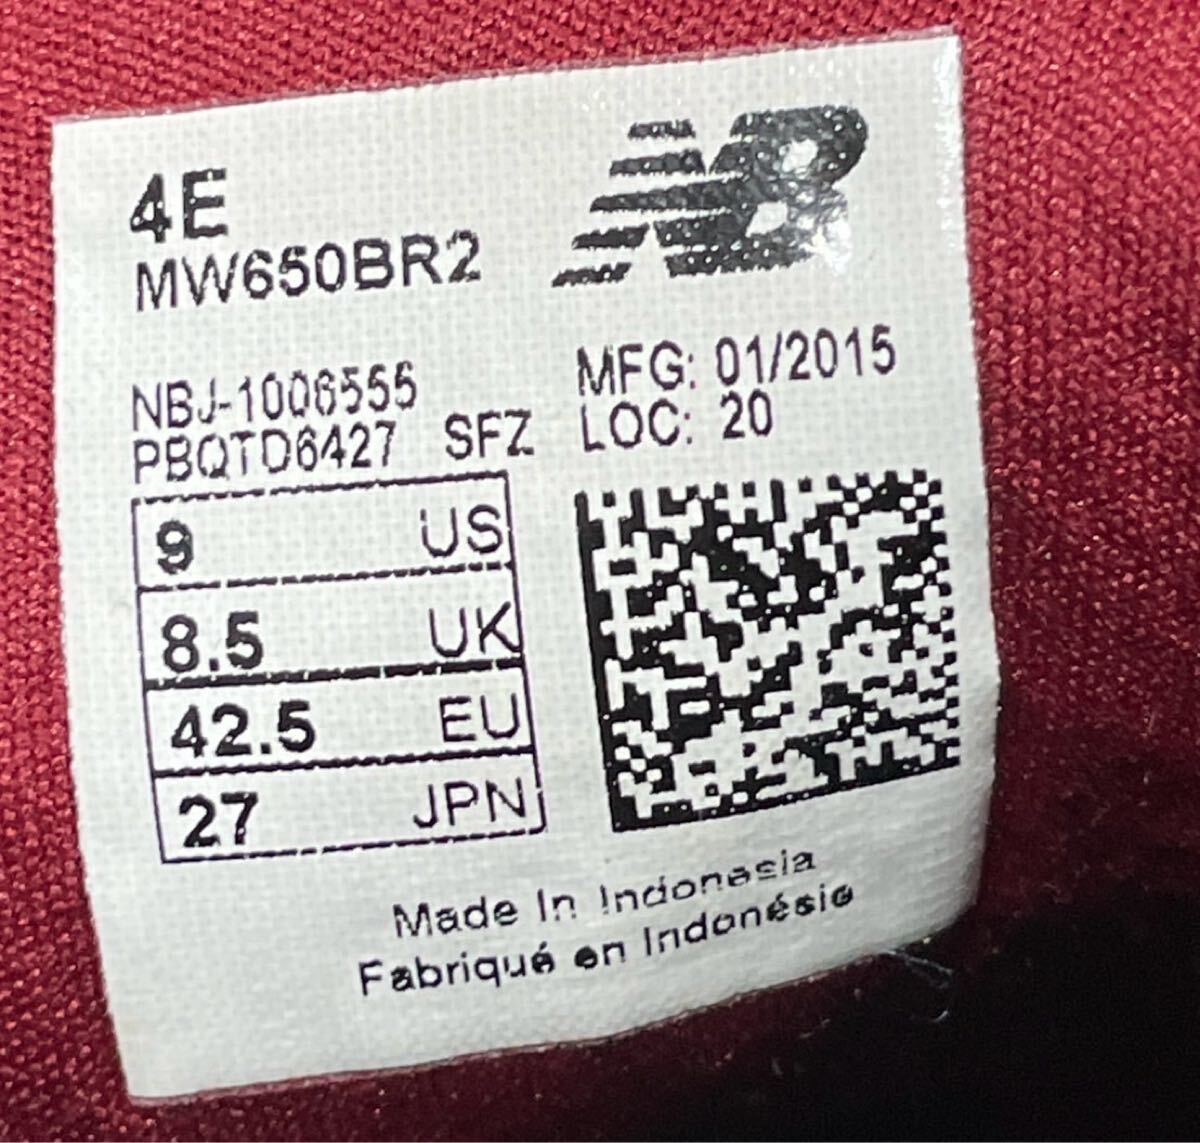 4E
MW650BR2
NB
NBJ-1006555
PBQTD6427 SFZ
MFG: 01/2015
LOC: 20
9 US
8.5 UK
42.5 EU
27 JPN
Made In Indonesia
Fabriqué en Indonésie